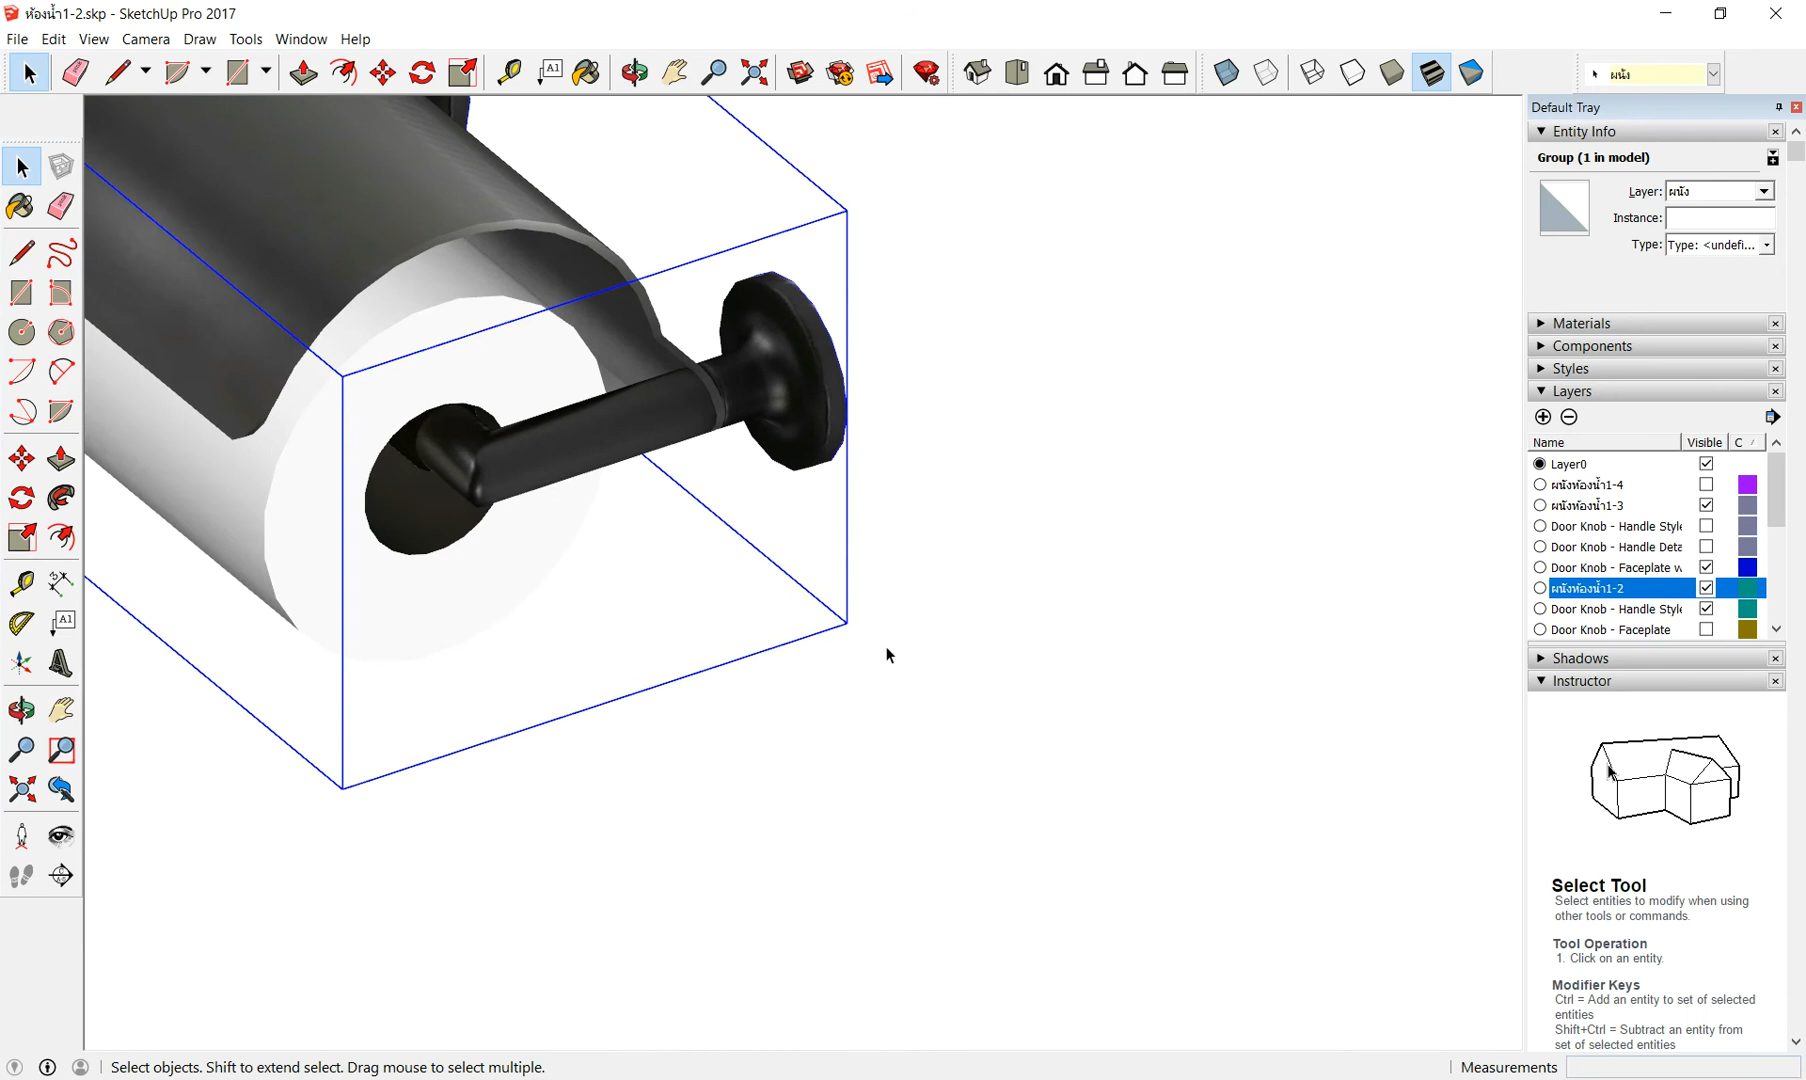 ห้องน้ำ1-2.skp - SketchUp Pro 2017
File Edit View Camera Draw Tools Window Help
A1
ผนัง
Default Tray
Entity Info
Group (1 in model)
Layer: ผนัง
Instance:
Type: Type: <undefi...
Materials
Components
Styles
Layers
Name Visible C
Layer0
ผนังห้องน้ำ1-4
ผนังห้องน้ำ1-3
Door Knob - Handle Style
Door Knob - Handle Deta
Door Knob - Faceplate w
ผนังห้องน้ำ1-2
Door Knob - Handle Style
Door Knob - Faceplate
A1
Shadows
Instructor
Select Tool
Select entities to modify when using
other tools or commands.
Tool Operation
1. Click on an entity.
Modifier Keys
Ctrl = Add an entity to set of selected
entities
Shift+Ctrl = Subtract an entity from
set of selected entities
Select objects. Shift to extend select. Drag mouse to select multiple.
Measurements